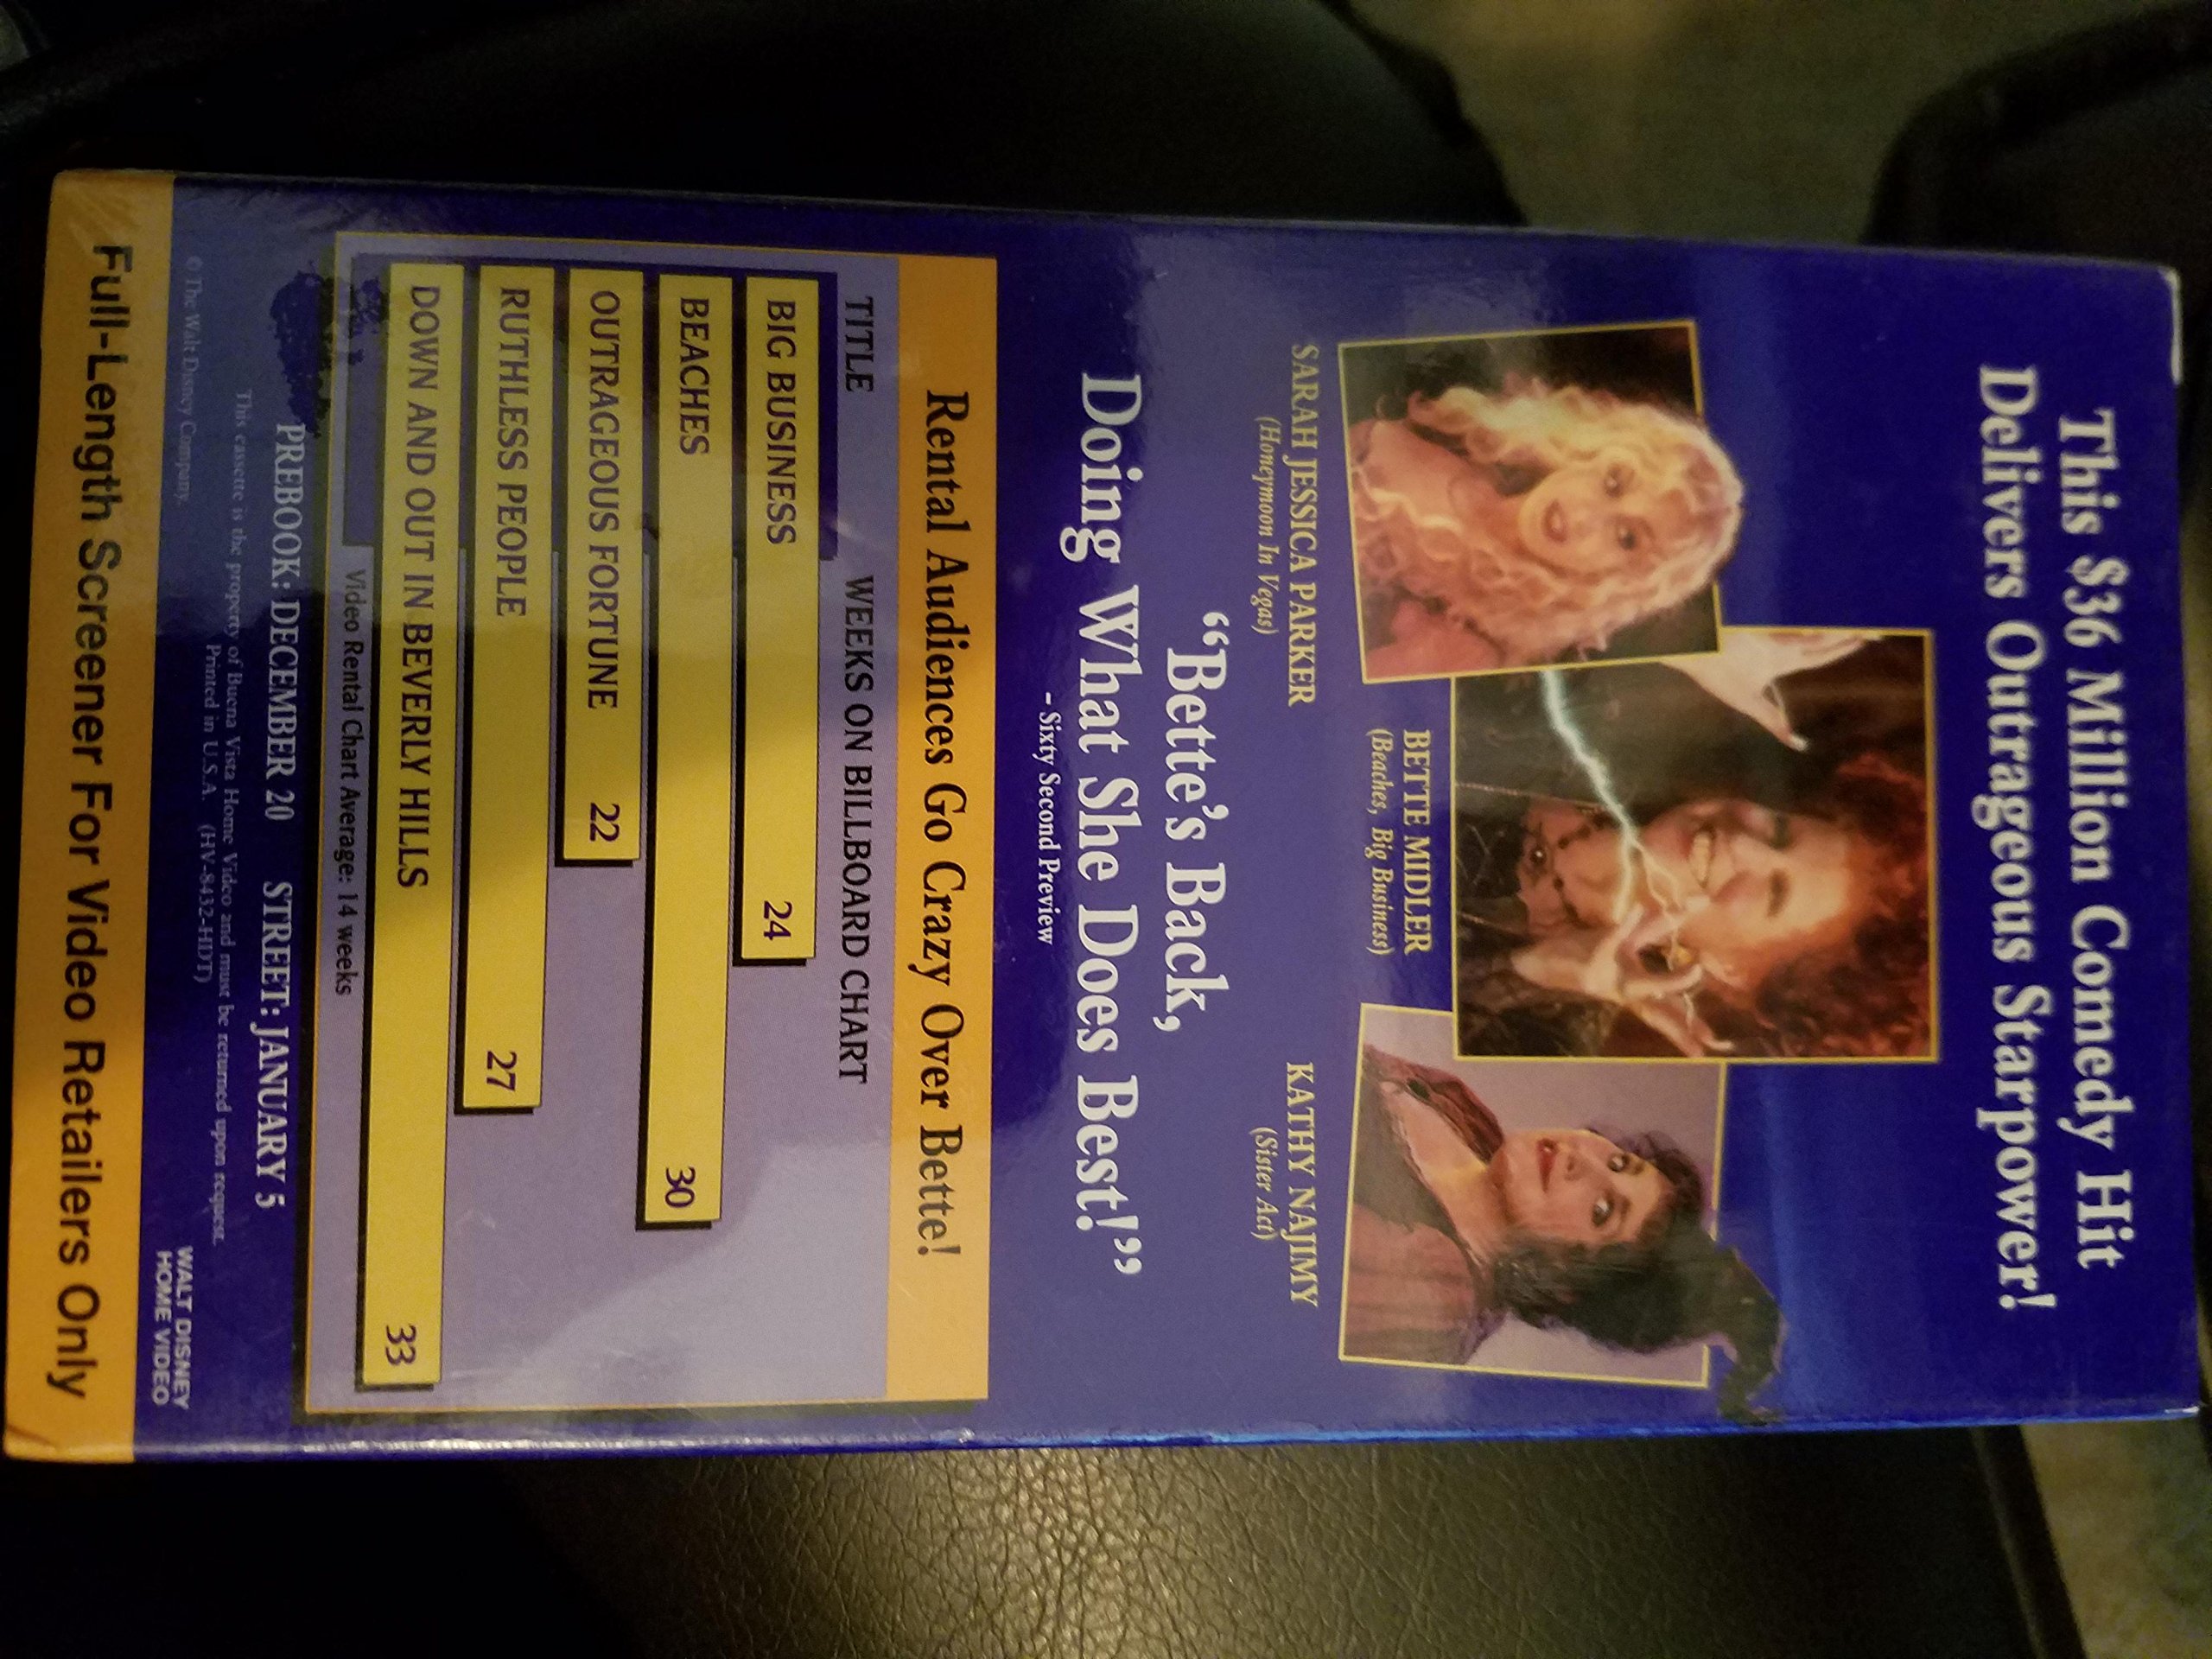 This $36 Million Comedy Hit
Delivers Outrageous Starpower!
SARAH JESSICA PARKER
(Honeymoon In Vegas)
BETTE MIDLER
(Beaches, Big Business)
KATHY NAJIMY
(Sister Act)
“Bette’s Back,
Doing What She Does Best!”
- Sixty Second Preview
Rental Audiences Go Crazy Over Bette!
TITLE WEEKS ON BILLBOARD CHART
BIG BUSINESS 24
BEACHES 30
OUTRAGEOUS FORTUNE 22
RUTHLESS PEOPLE 27
DOWN AND OUT IN BEVERLY HILLS 33
Video Rental Chart Average: 14 weeks
PREBOOK: DECEMBER 20 STREET: JANUARY 5
This cassette is the property of Buena Vista Home Video and must be returned upon request.
Printed in U.S.A. (HV-8432-HDT)
© The Walt Disney Company.
WALT DISNEY
HOME VIDEO
Full-Length Screener For Video Retailers Only